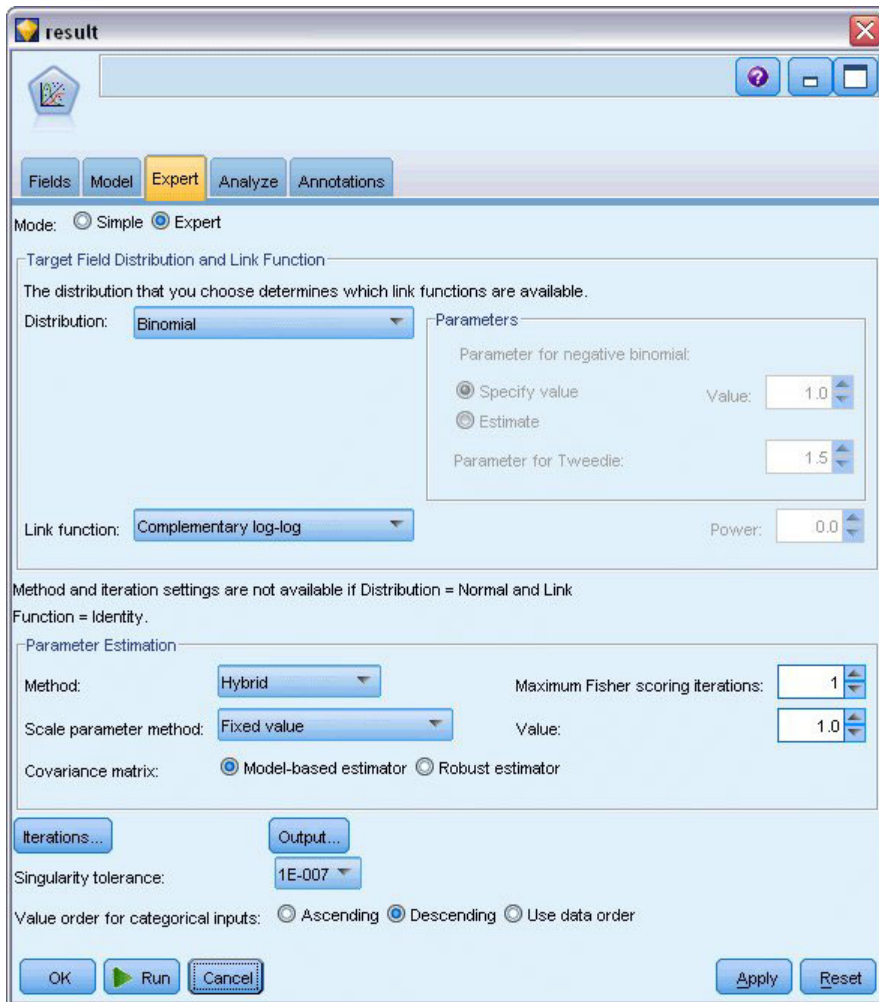 result
Fields Model Expert Analyze Annotations
Mode: Simple Expert
Target Field Distribution and Link Function
The distribution that you choose determines which link functions are available.
Distribution: Binomial
Parameters
Parameter for negative binomial:
Specify value Value: 1.0
Estimate
Parameter for Tweedie: 1.5
Link function: Complementary log-log Power: 0.0
Method and iteration settings are not available if Distribution = Normal and Link
Function = Identity.
Parameter Estimation
Method: Hybrid Maximum Fisher scoring iterations: 1
Scale parameter method: Fixed value Value: 1.0
Covariance matrix: Model-based estimator Robust estimator
Iterations... Output...
Singularity tolerance: 1E-007
Value order for categorical inputs: Ascending Descending Use data order
OK Run Cancel Apply Reset